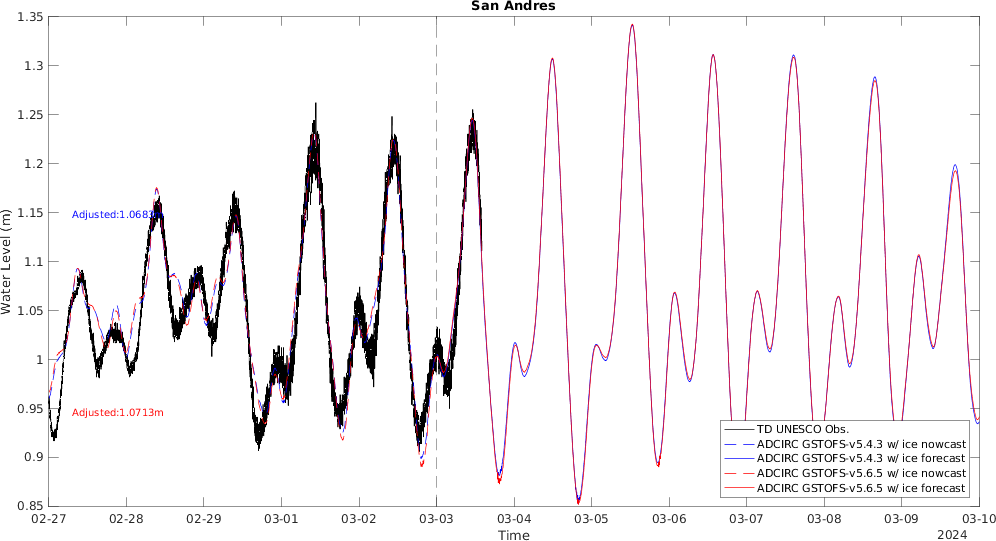 San Andres
1.35
1.3
1.25
1.2
1.15
1.1
1.05
1
0.95
0.9
0.85
Water Level (m)
Adjusted:1.0683
Adjusted:1.0713m
TD UNESCO Obs.
ADCIRC GSTOFS-v5.4.3 w/ ice nowcast
ADCIRC GSTOFS-v5.4.3 w/ ice forecast
ADCIRC GSTOFS-v5.6.5 w/ ice nowcast
ADCIRC GSTOFS-v5.6.5 w/ ice forecast
02-27 02-28 02-29 03-01 03-02 03-03 03-04 03-05 03-06 03-07 03-08 03-09 03-10
Time
2024